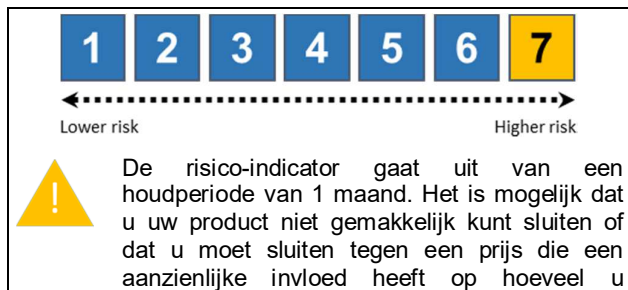 1 2 3 4 5 6 7
Lower risk Higher risk
!
De risico-indicator gaat uit van een
houdperiode van 1 maand. Het is mogelijk dat
u uw product niet gemakkelijk kunt sluiten of
dat u moet sluiten tegen een prijs die een
aanzienlijke invloed heeft op hoeveel u